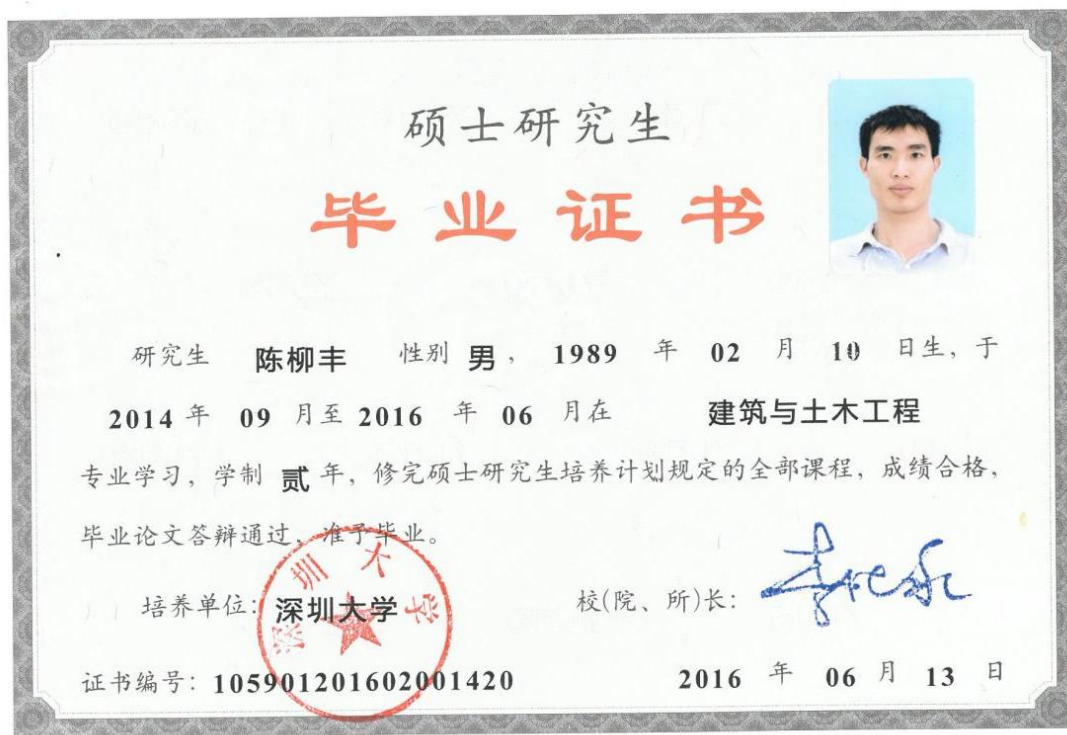 硕士研究生
毕业证书
研究生 陈柳丰 性别 男，1989 年 02 月 10 日生，于
2014 年 09 月至 2016 年 06 月在 建筑与土木工程
专业学习，学制 贰 年，修完硕士研究生培养计划规定的全部课程，成绩合格，
毕业论文答辩通过，准予毕业。
深圳大学
培养单位：深圳大学 校(院、所)长：
证书编号：105901201602001420 2016 年 06 月 13 日